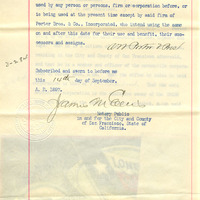 used by any person or persons, firm or corporation before, or
is being used at the present time except by said firm of
Porter Bros. & Co., Incorporated, who intend using the same
on and after this date for their use and benefit, their suc-
cessors and assigns.
Subscribed and sworn to before me
this 14th day of September.
A. D. 1897.
Notary Public
in and for the City and County
of San Francisco, State of
California.